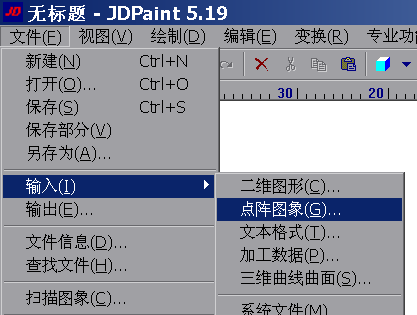 无标题 - JDPaint 5.19
文件(F) 视图(V) 绘制(D) 编辑(E) 变换(R) 专业功
新建(N) Ctrl+N
打开(O)... Ctrl+O
保存(S) Ctrl+S
保存部分(V)
另存为(A)...
输入(I)
输出(E)...
文件信息(D)...
查找文件(H)...
扫描图象(C)...
30 20
二维图形(C)...
点阵图象(G)...
文本格式(T)...
加工数据(P)...
三维曲线曲面(S)...
系统文件(M)